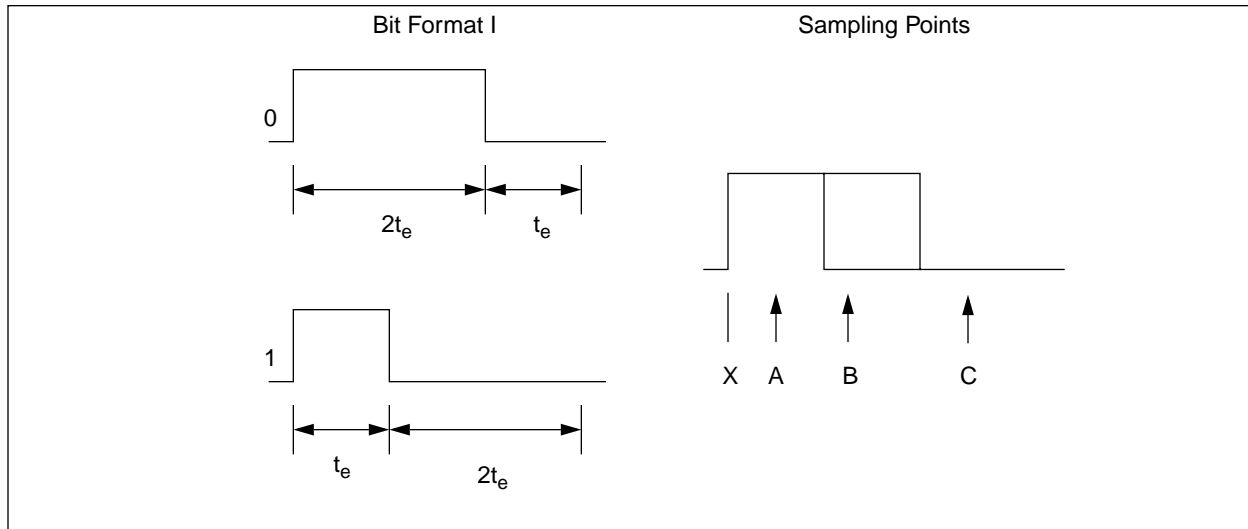 Bit Format I
0
2te
te
1
te
2te
Sampling Points
X A B C